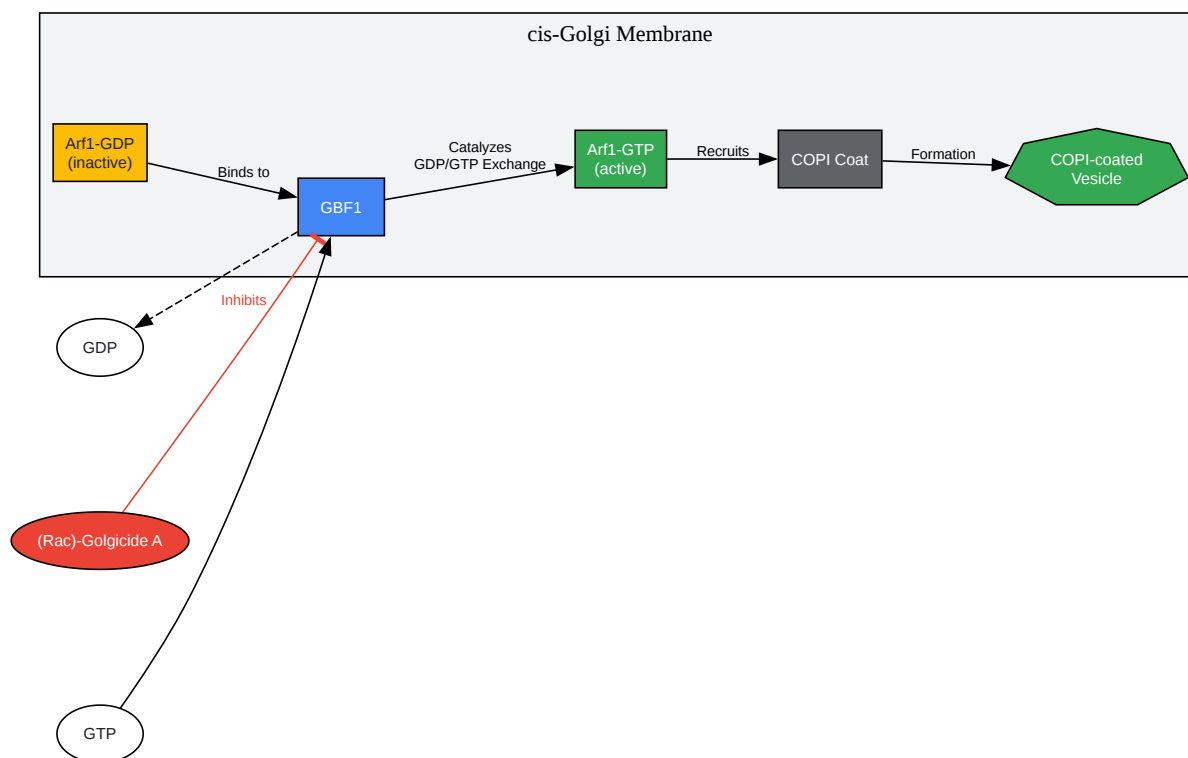 cis-Golgi Membrane
Arf1-GDP
(inactive)
Binds to
GBF1
Catalyzes
GDP/GTP Exchange
Arf1-GTP
(active)
Recruits
COPI Coat
Formation
COPI-coated
Vesicle
Inhibits
GDP
(Rac)-Golgicide A
GTP